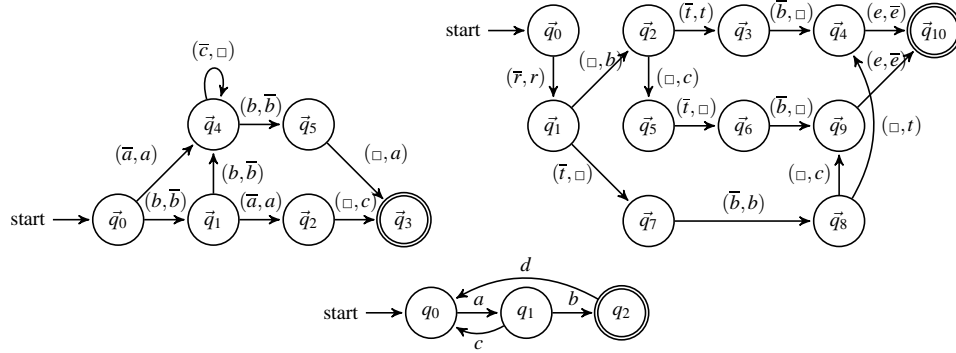 start
q⃗₀
(b, b̅)
q⃗₁
(a̅, a)
q⃗₂
(□, c)
q⃗₃
(a̅, a)
(b, b̅)
(c̅, □)
q⃗₄
(b, b̅)
q⃗₅
(□, a)
start
q⃗₀
(r̅, r)
q⃗₁
(□, b)
q⃗₂
(t̅, t)
q⃗₃
(b̅, □)
q⃗₄
(e, e̅)
q⃗₁₀
(□, c)
q⃗₅
(t̅, □)
q⃗₆
(b̅, □)
q⃗₉
(e, e̅)
(t̅, □)
q⃗₇
(b̅, b)
q⃗₈
(□, c)
(□, t)
start
q₀
a
q₁
b
q₂
c
d